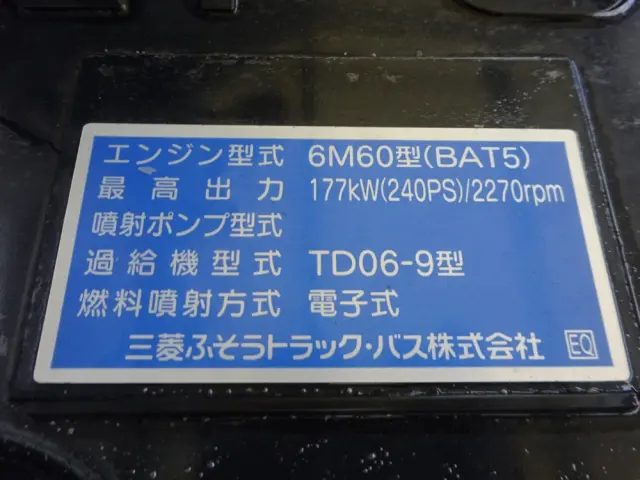 エンジン型式 6M60型(BAT5)
最高出力 177kW(240PS)/2270rpm
噴射ポンプ型式
過給機型式 TD06-9型
燃料噴射方式 電子式
三菱ふそうトラック・バス株式会社 EQ